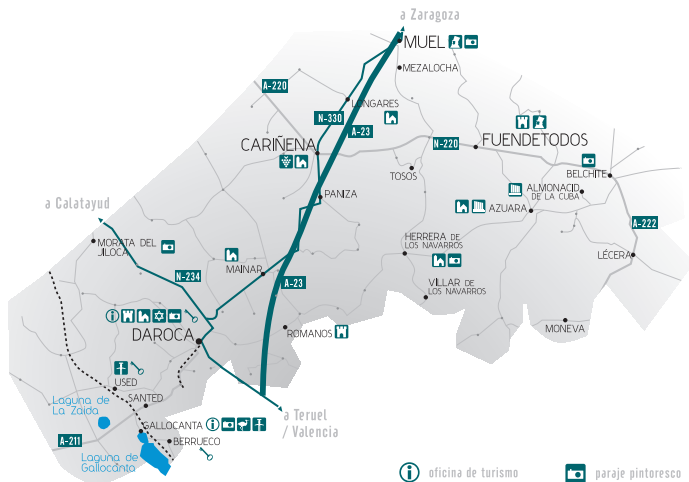 a Zaragoza
MUEL
MEZALOCHA
A-220
LONGARES
N-330
A-23
CARIÑENA
N-220
FUENDETODOS
TOSOS
BELCHITE
ALMONACID
DE LA CUBA
PANIZA
AZUARA
a Calatayud
A-222
MORATA DEL
JILOCA
HERRERA DE
LOS NAVARROS
LÉCERA
MAINAR
N-234
A-23
VILLAR DE
LOS NAVARROS
DAROCA
ROMANOS
MONEVA
USED
SANTED
Laguna de
La Zaida
a Teruel
/ Valencia
GALLOCANTA
A-211
BERRUECO
Laguna de
Gallocanta
i oficina de turismo
paraje pintoresco